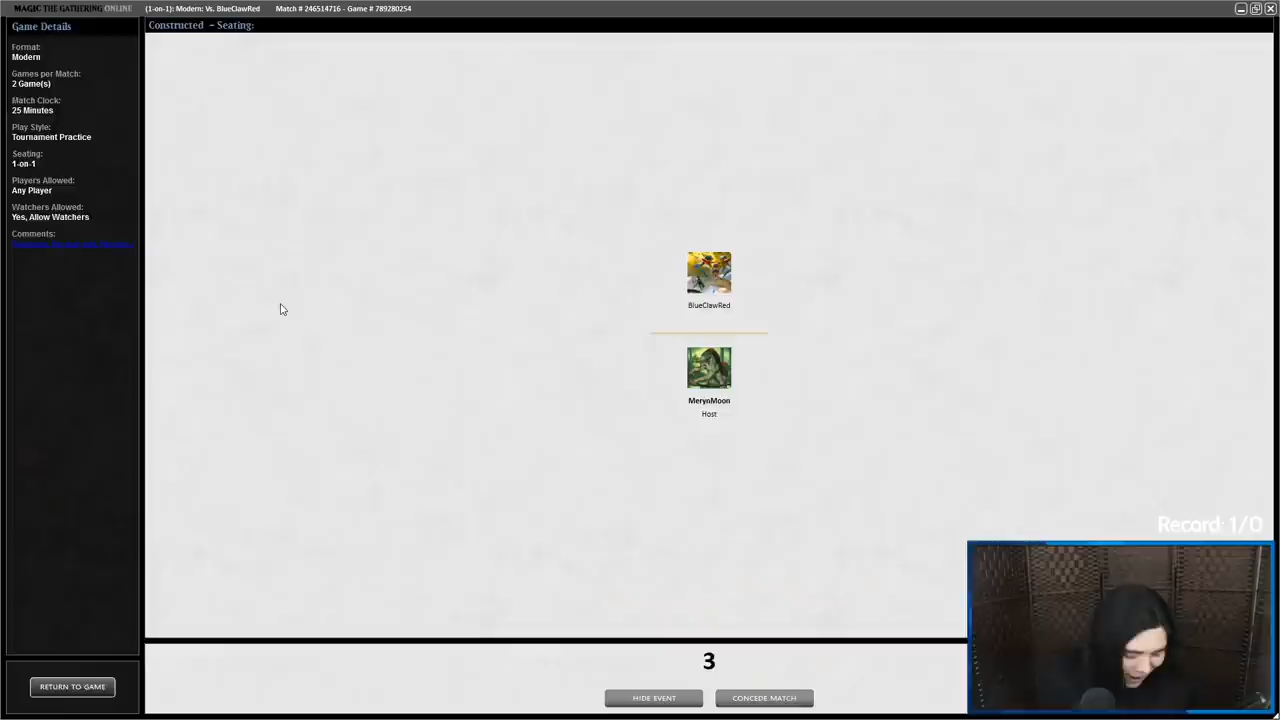 MAGIC THE GATHERING ONLINE (1-on-1): Modern: Vs. BlueClawRed Match # 246514716 - Game # 789280254
Game Details
Constructed - Seating:
Format:
Modern
Games per Match:
2 Game(s)
Match Clock:
25 Minutes
Play Style:
Tournament Practice
Seating:
1-on-1
Players Allowed:
Any Player
Watchers Allowed:
Yes, Allow Watchers
Comments:
BlueClawRed
MerynMoon
Host
Record: 1/0
3
RETURN TO GAME
HIDE EVENT
CONCEDE MATCH